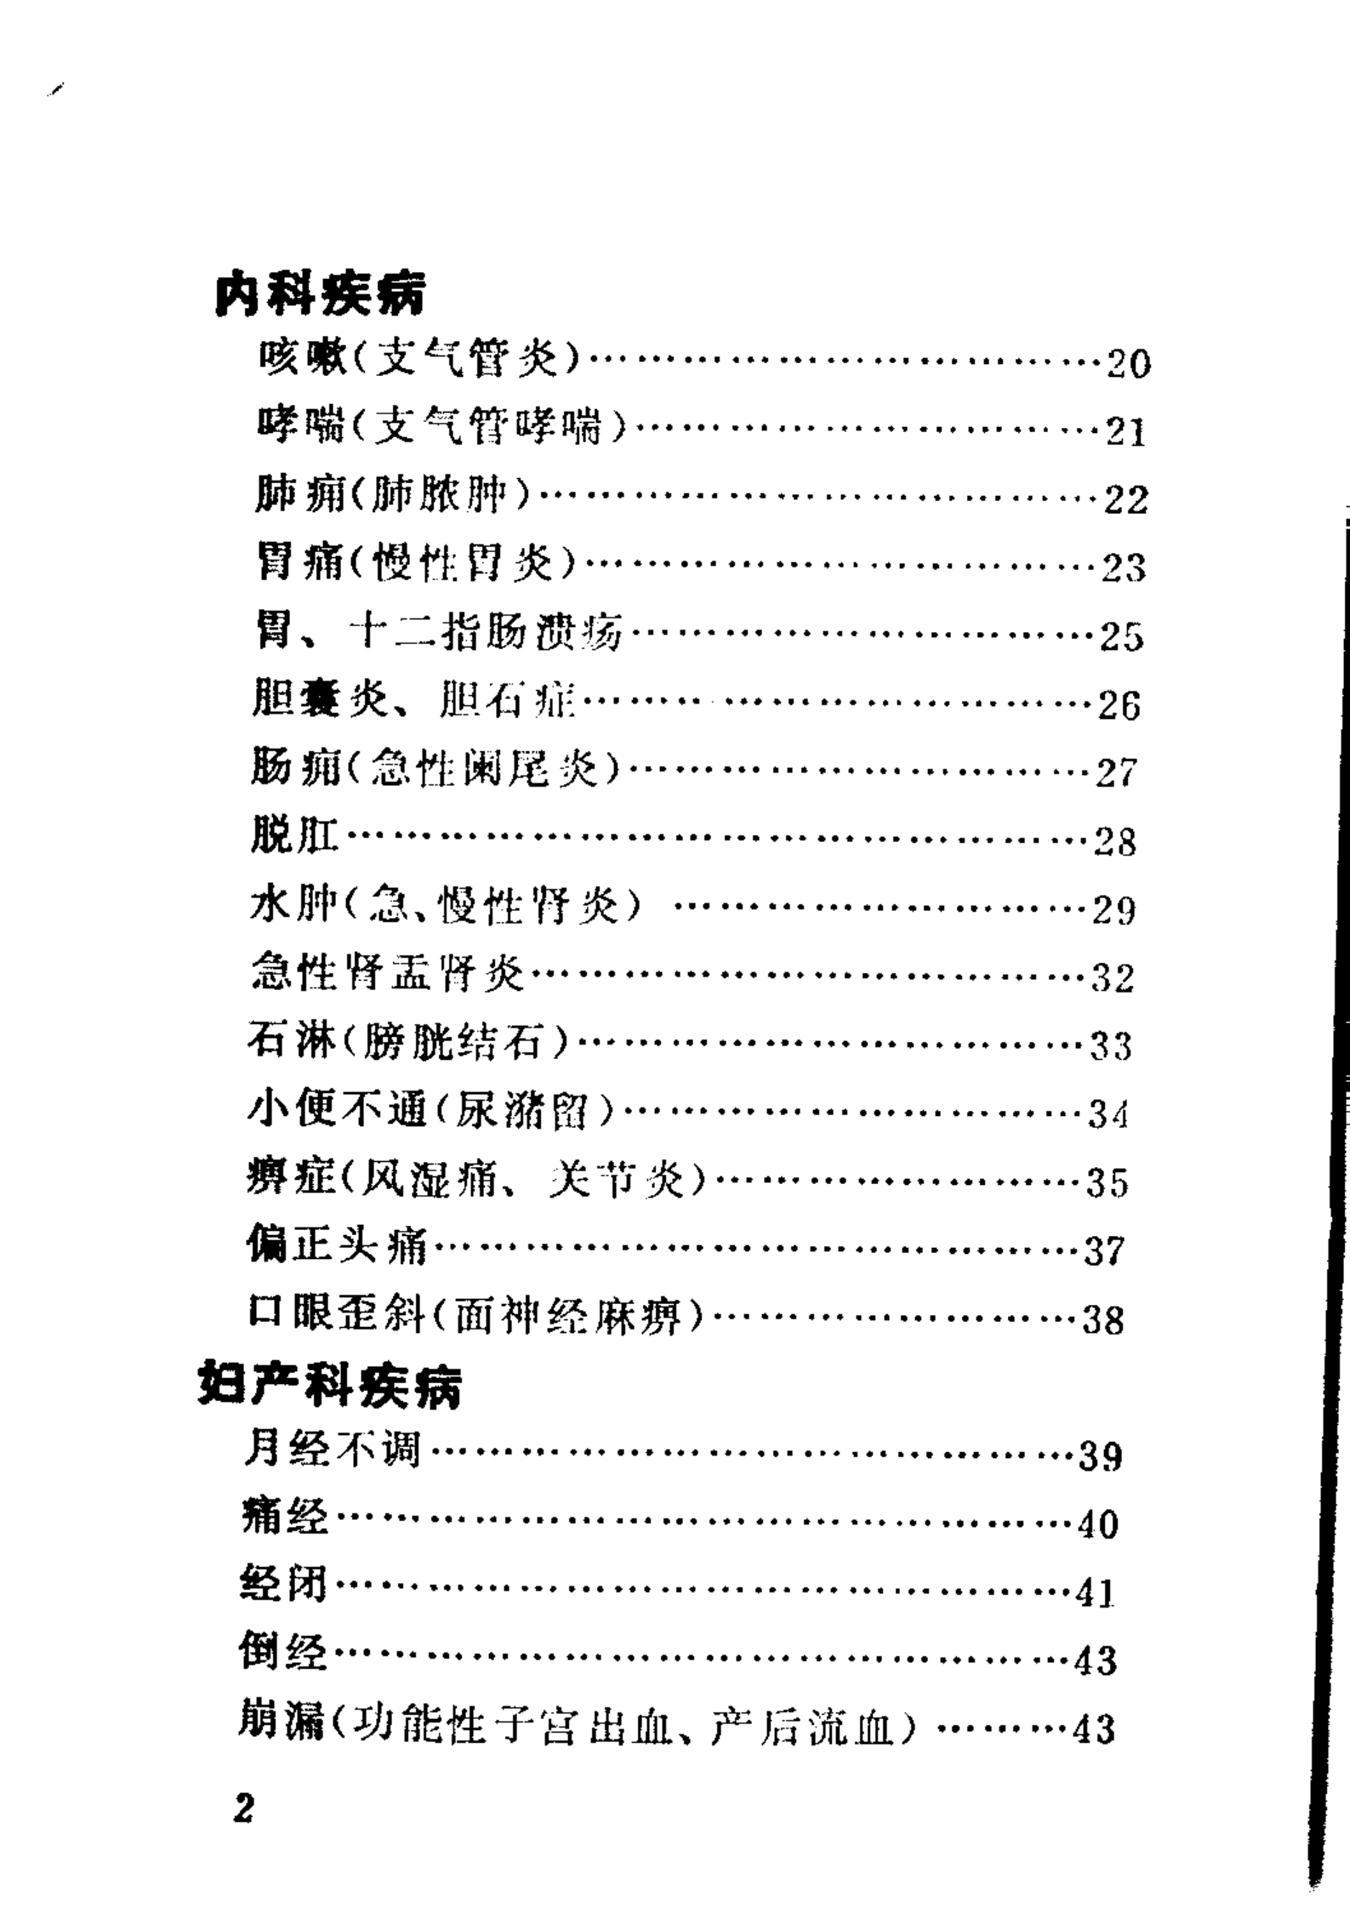 内科疾病
咳嗽(支气管炎)………………………………20
哮喘(支气管哮喘)……………………………21
肺痈(肺脓肿)…………………………………22
胃痛(慢性胃炎)………………………………23
胃、十二指肠溃疡……………………………25
胆囊炎、胆石症………………………………26
肠痈(急性阑尾炎)……………………………27
脱肛……………………………………………28
水肿(急、慢性肾炎) …………………………29
急性肾盂肾炎…………………………………32
石淋(膀胱结石)………………………………33
小便不通(尿潴留)……………………………34
痹症(风湿痛、关节炎)………………………35
偏正头痛………………………………………37
口眼歪斜(面神经麻痹)………………………38
妇产科疾病
月经不调………………………………………39
痛经……………………………………………40
经闭……………………………………………41
倒经……………………………………………43
崩漏(功能性子宫出血、产后流血) ………43
2